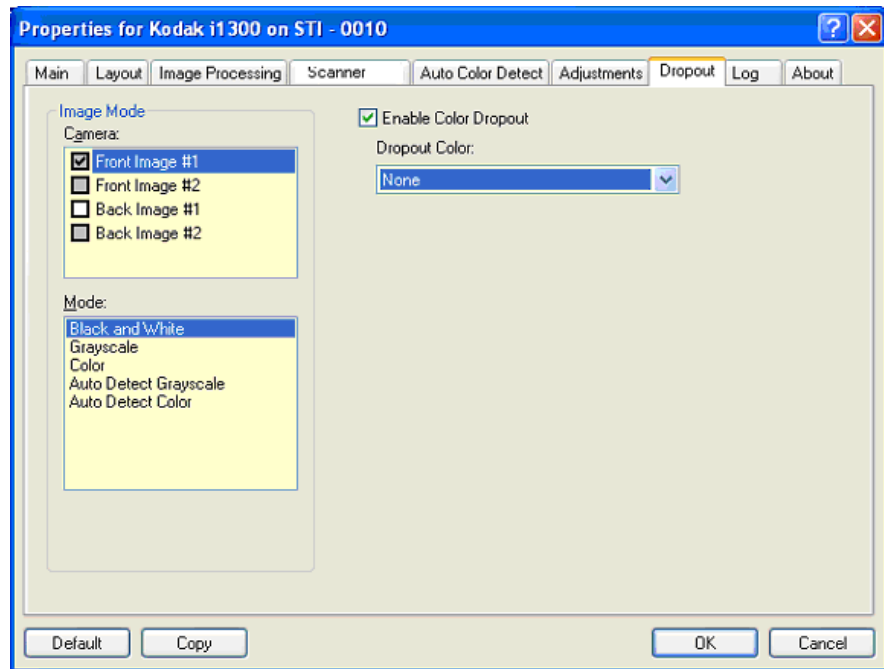 Properties for Kodak i1300 on STI - 0010
Main Layout Image Processing Scanner Auto Color Detect Adjustments Dropout Log About
Image Mode
Camera:
Front Image #1
Front Image #2
Back Image #1
Back Image #2
Mode:
Black and White
Grayscale
Color
Auto Detect Grayscale
Auto Detect Color
Enable Color Dropout
Dropout Color:
None
Default Copy OK Cancel